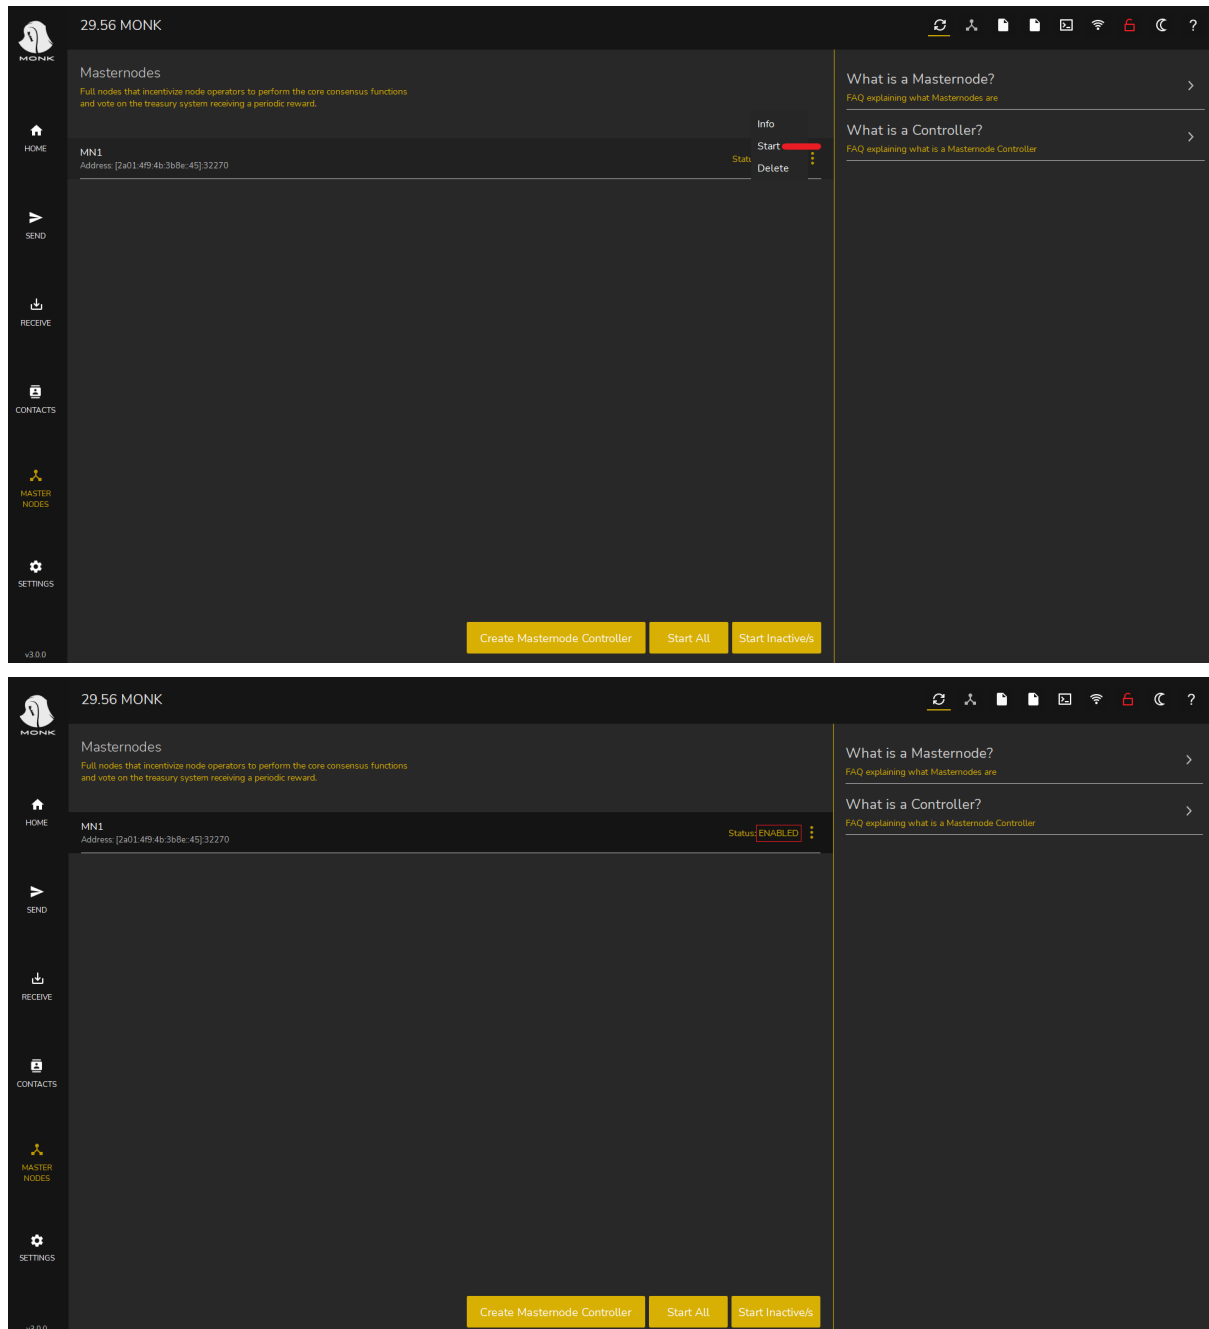 29.56 MONK
?
MONK
Masternodes
Full nodes that incentivize node operators to perform the core consensus functions
and vote on the treasury system receiving a periodic reward.
What is a Masternode?
FAQ explaining what Masternodes are
What is a Controller?
FAQ explaining what is a Masternode Controller
HOME
Info
Start
Delete
MN1
Address: [2a01:4f9:4b:3b8e::45]:32270
SEND
RECEIVE
CONTACTS
MASTER
NODES
SETTINGS
Create Masternode Controller
Start All
Start Inactive/s
v3.0.0
29.56 MONK
?
MONK
Masternodes
Full nodes that incentivize node operators to perform the core consensus functions
and vote on the treasury system receiving a periodic reward.
What is a Masternode?
FAQ explaining what Masternodes are
What is a Controller?
FAQ explaining what is a Masternode Controller
HOME
MN1
Address: [2a01:4f9:4b:3b8e::45]:32270
Status: ENABLED
SEND
RECEIVE
CONTACTS
MASTER
NODES
SETTINGS
Create Masternode Controller
Start All
Start Inactive/s